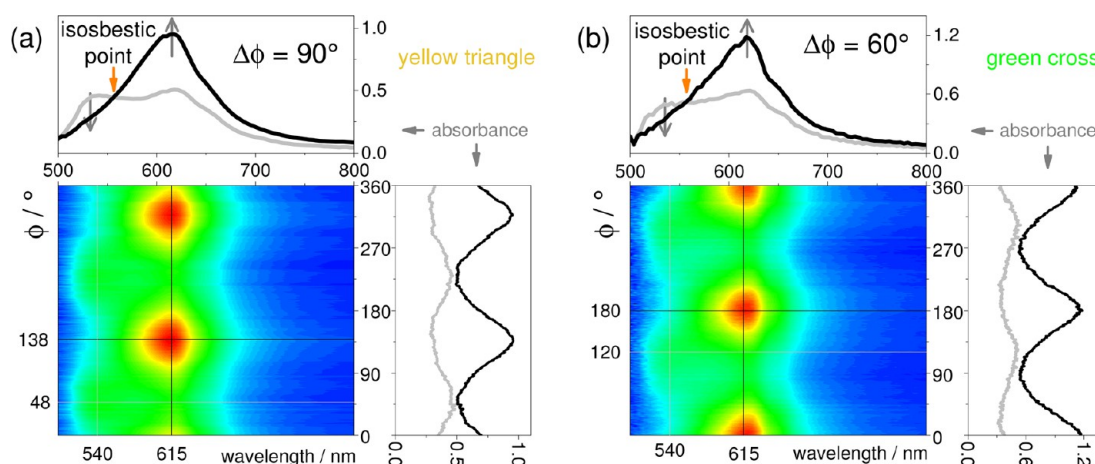 (a)
isosbestic
point
Δϕ = 90°
1.0
0.5
0.0
500 600 700 800
yellow triangle
absorbance
ϕ / °
138
48
540 615 wavelength / nm
360
270
180
90
0
0.0 0.5 1.0
(b)
isosbestic
point
Δϕ = 60°
1.2
0.6
0.0
500 600 700 800
green cross
absorbance
ϕ / °
180
120
540 615 wavelength / nm
360
270
180
90
0
0.0 0.6 1.2